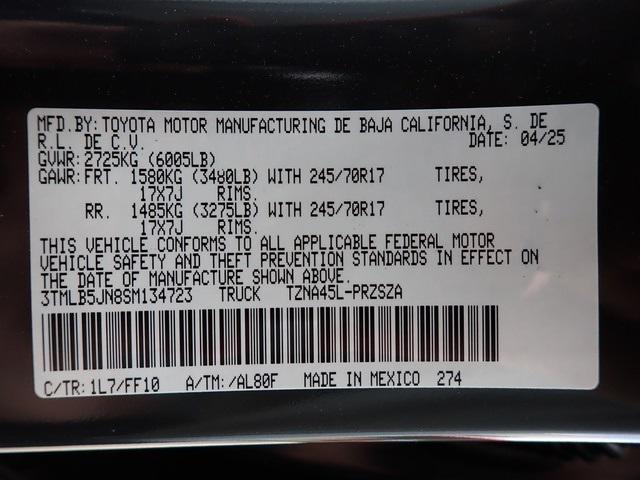 MFD.BY:TOYOTA MOTOR MANUFACTURING DE BAJA CALIFORNIA, S. DE
R.L. DE C.V. DATE: 04/25
GVWR:2725KG (6005LB)
GAWR:FRT. 1580KG (3480LB) WITH 245/70R17 TIRES,
17X7J RIMS.
RR. 1485KG (3275LB) WITH 245/70R17 TIRES,
17X7J RIMS.
THIS VEHICLE CONFORMS TO ALL APPLICABLE FEDERAL MOTOR
VEHICLE SAFETY AND THEFT PREVENTION STANDARDS IN EFFECT ON
THE DATE OF MANUFACTURE SHOWN ABOVE.
3TMLB5JN8SM134723 TRUCK TZNA45L-PRZSZA
C/TR:1L7/FF10 A/TM:/AL80F MADE IN MEXICO 274